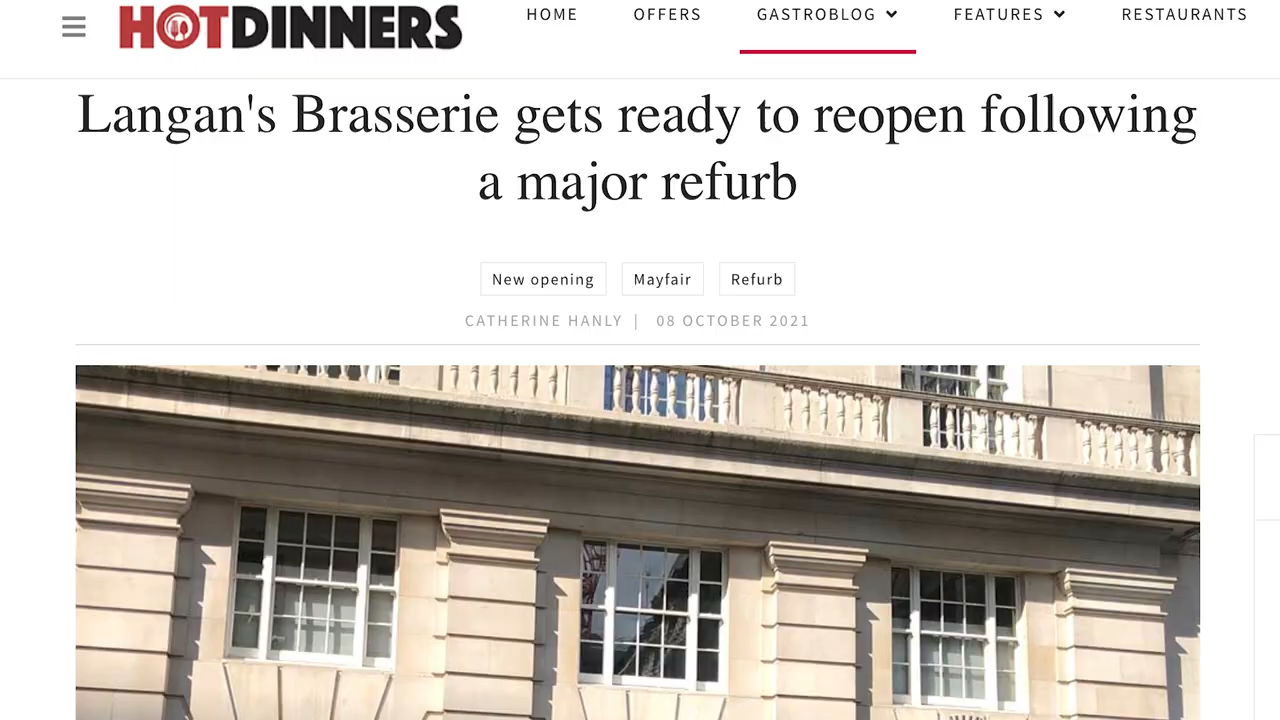 HOTDINNERS
HOME OFFERS GASTROBLOG FEATURES RESTAURANTS
Langan's Brasserie gets ready to reopen following
a major refurb
New opening Mayfair Refurb
CATHERINE HANLY | 08 OCTOBER 2021